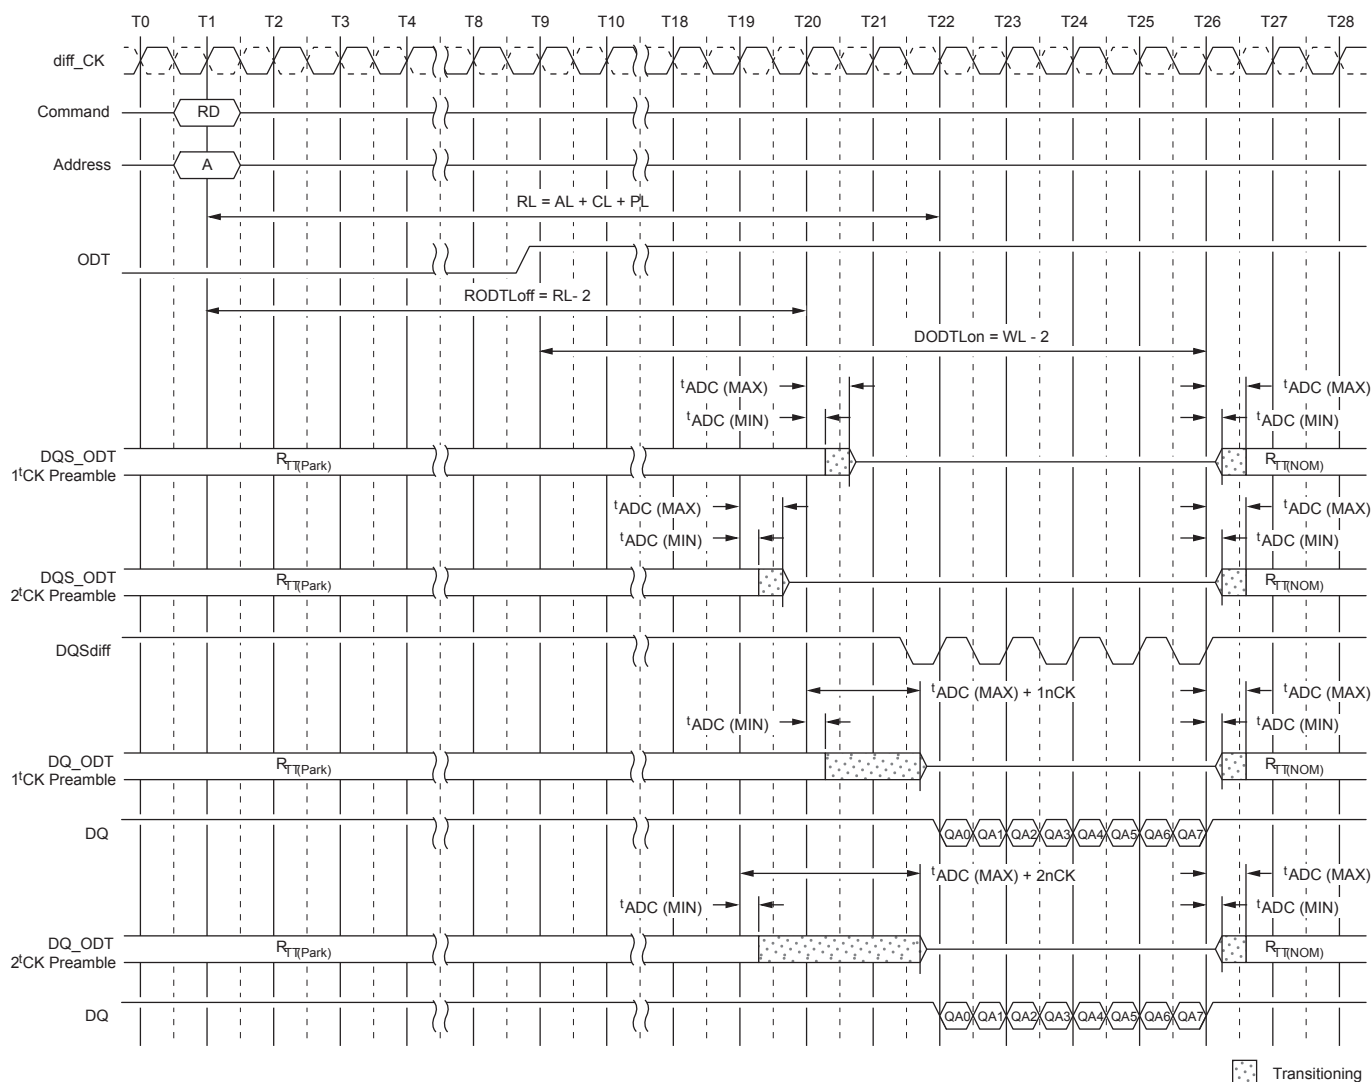 T0 T1 T2 T3 T4 T8 T9 T10 T18 T19 T20 T21 T22 T23 T24 T25 T26 T27 T28
diff_CK
Command RD
Address A
RL = AL + CL + PL
ODT
RODTLoff = RL- 2
DODTLon = WL - 2
tADC (MAX) tADC (MAX)
tADC (MIN) tADC (MIN)
DQS_ODT
1tCK Preamble RTT(Park) RTT(NOM)
tADC (MAX) tADC (MAX)
tADC (MIN) tADC (MIN)
DQS_ODT
2tCK Preamble RTT(Park) RTT(NOM)
DQSdiff
tADC (MAX) + 1nCK tADC (MAX)
tADC (MIN) tADC (MIN)
DQ_ODT
1tCK Preamble RTT(Park) RTT(NOM)
DQ QA0 QA1 QA2 QA3 QA4 QA5 QA6 QA7
tADC (MAX) + 2nCK tADC (MAX)
tADC (MIN) tADC (MIN)
DQ_ODT
2tCK Preamble RTT(Park) RTT(NOM)
DQ QA0 QA1 QA2 QA3 QA4 QA5 QA6 QA7
Transitioning